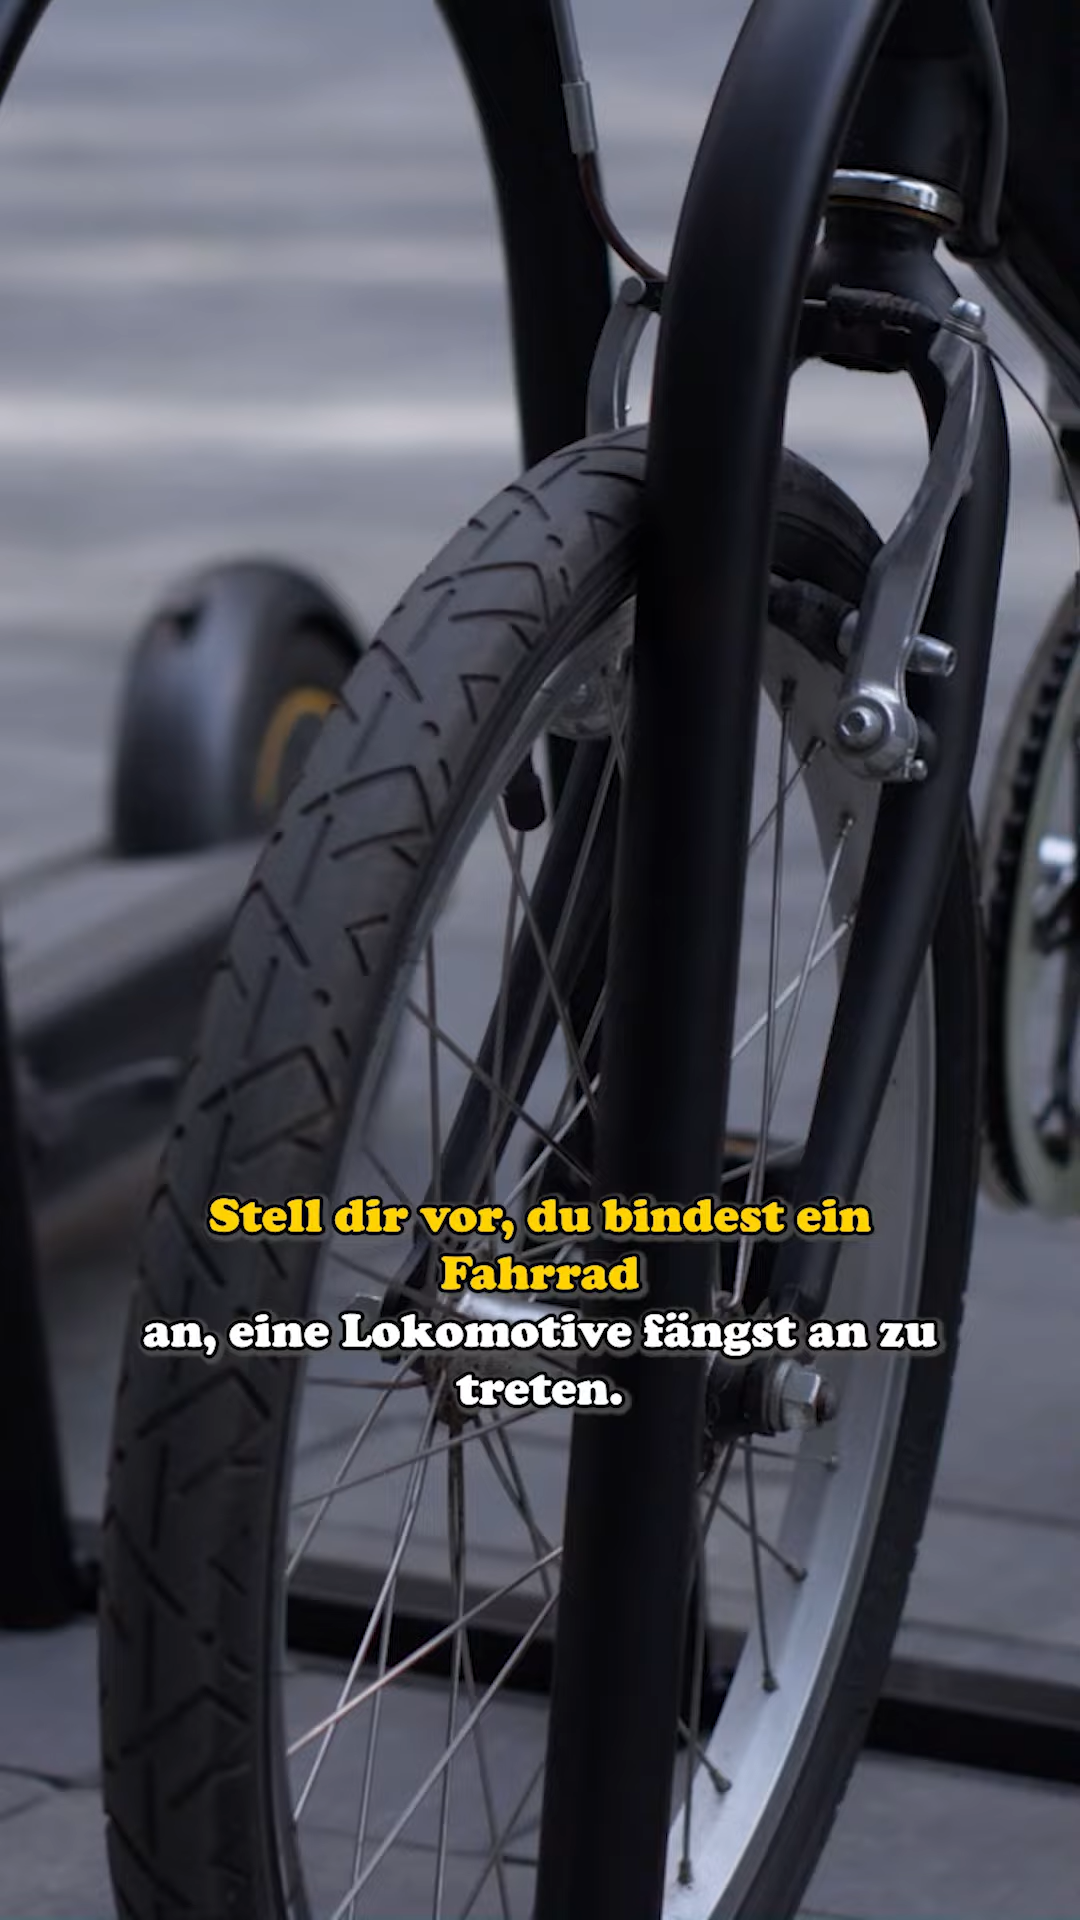 Stell dir vor, du bindest ein
Fahrrad
an, eine Lokomotive fängst an zu
treten.